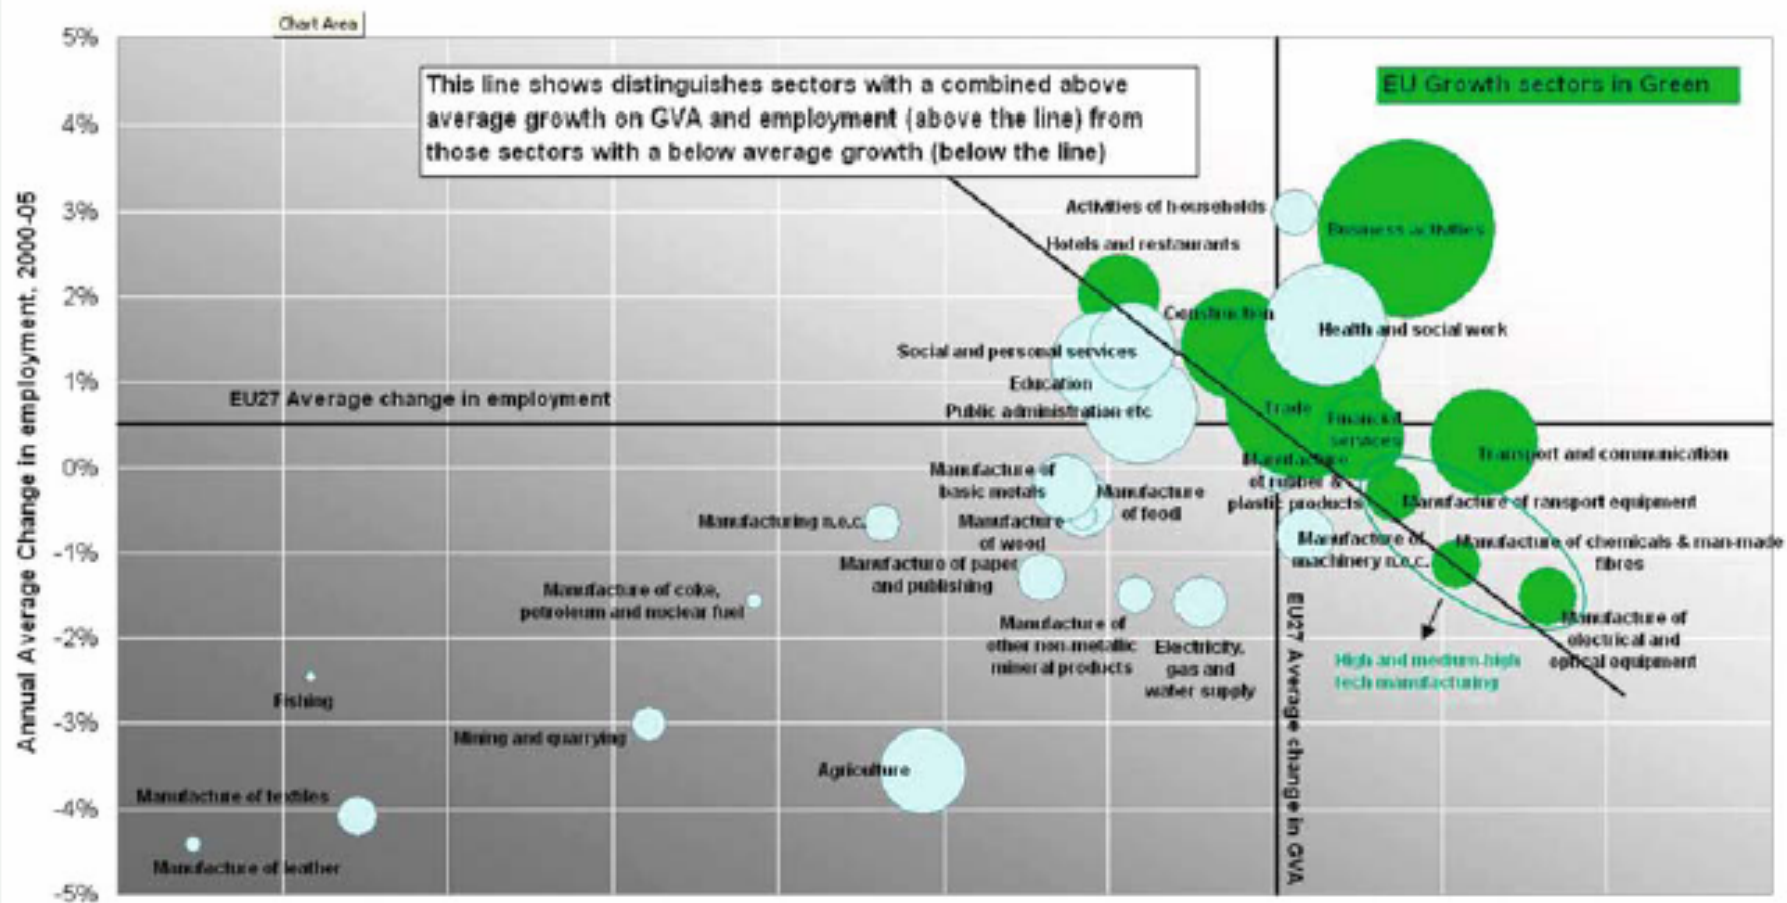 Chart Area
5%
4%
3%
2%
1%
0%
-1%
-2%
-3%
-4%
-5%
Annual Average Change in employment, 2000-05
This line shows distinguishes sectors with a combined above
average growth on GVA and employment (above the line) from
those sectors with a below average growth (below the line)
EU Growth sectors in Green
Activities of households
Business activities
Hotels and restaurants
Construction
Health and social work
Social and personal services
Education
Public administration etc
EU27 Average change in employment
Trade
Financial
services
Transport and communication
Manufacture of
basic metals
Manufacture
of food
Manufacture
of rubber &
plastic products
Manufacture of ransport equipment
Manufacturing n.e.c.
Manufacture
of wood
Manufacture of
machinery n.e.c.
Manufacture of chemicals & man-made
fibres
Manufacture of paper
and publishing
Manufacture of coke,
petroleum and nuclear fuel
Manufacture of
other non-metallic
mineral products
Electricity,
gas and
water supply
Manufacture of
electrical and
optical equipment
High and medium-high
tech manufacturing
EU27 Average change in GVA
Fishing
Mining and quarrying
Agriculture
Manufacture of textiles
Manufacture of leather